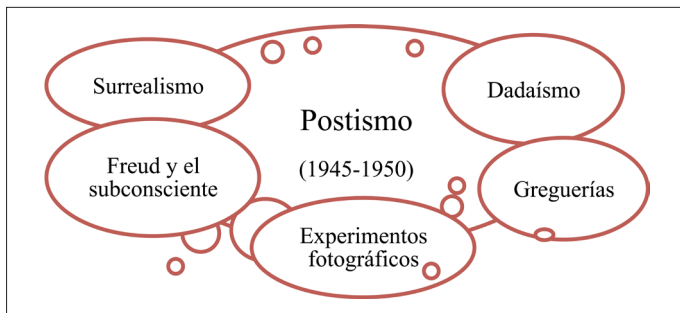 Surrealismo
Dadaísmo
Postismo
(1945-1950)
Freud y el
subconsciente
Greguerías
Experimentos
fotográficos